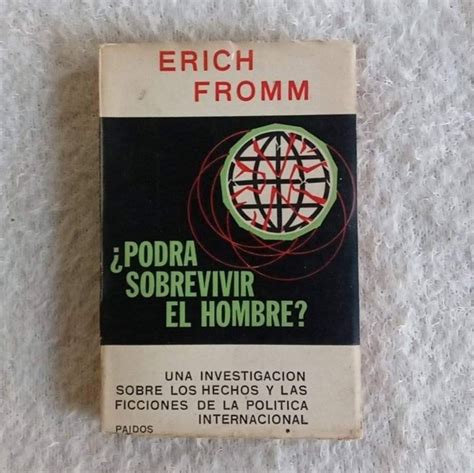 ERICH
FROMM
¿PODRA
SOBREVIVIR
EL HOMBRE?
UNA INVESTIGACION
SOBRE LOS HECHOS Y LAS
FICCIONES DE LA POLITICA
INTERNACIONAL
PAIDOS